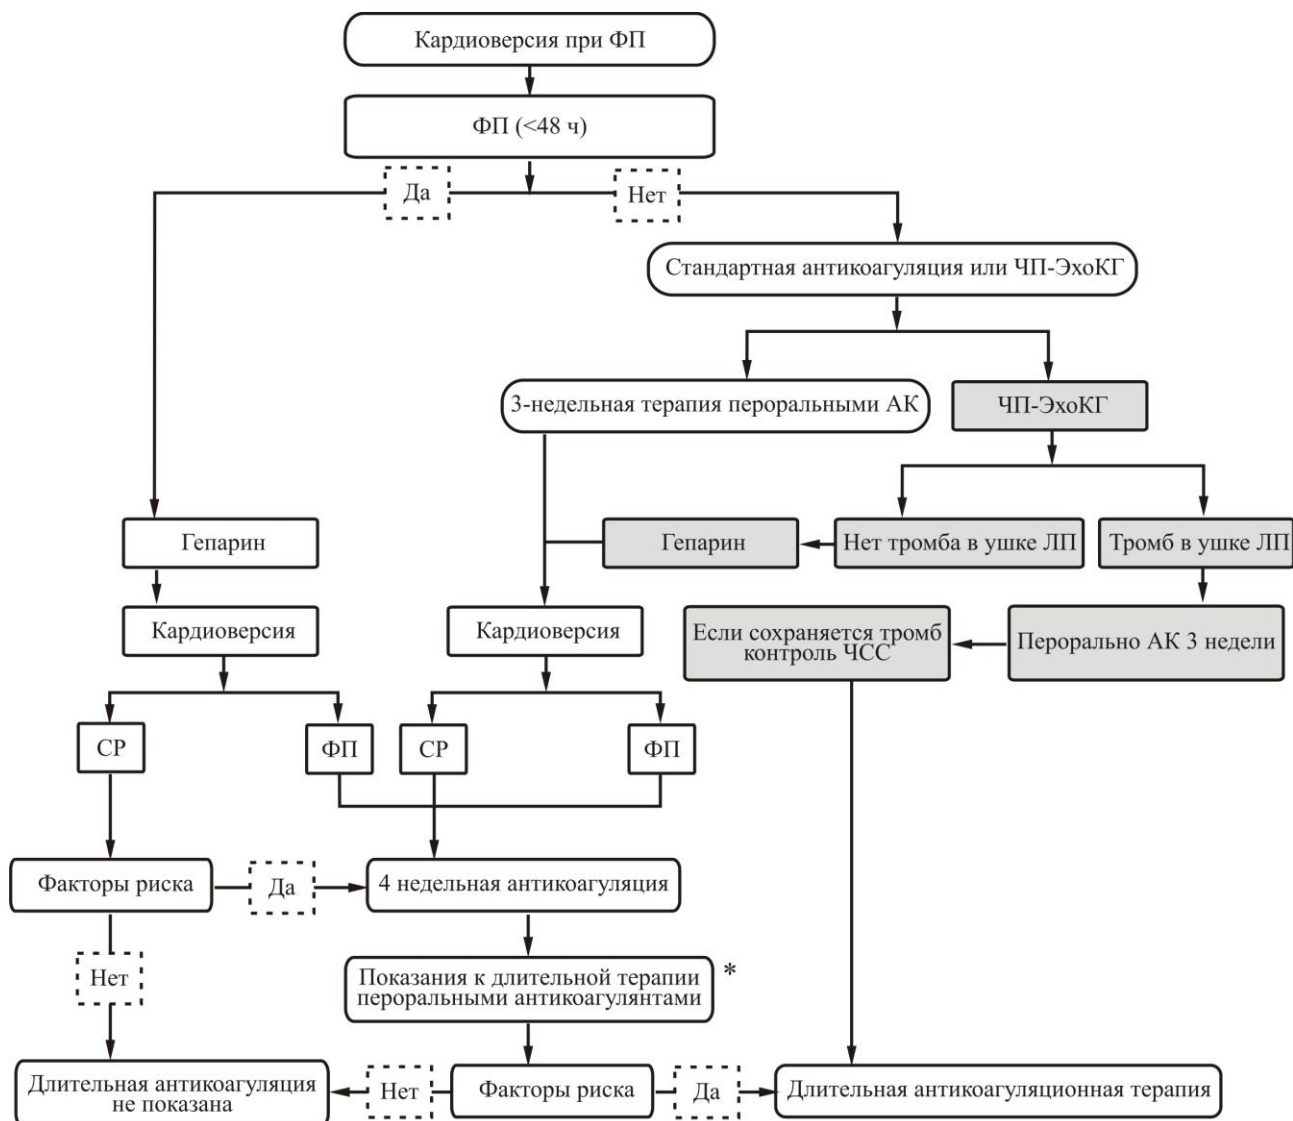 Кардиоверсия при ФП
ФП (<48 ч)
Да
Нет
Стандартная антикоагуляция или ЧП-ЭхоКГ
3-недельная терапия пероральными АК
ЧП-ЭхоКГ
Гепарин
Гепарин
Нет тромба в ушке ЛП
Тромб в ушке ЛП
Кардиоверсия
Кардиоверсия
Если сохраняется тромб
контроль ЧСС
Перорально АК 3 недели
СР
ФП
СР
ФП
Факторы риска
Да
4 недельная антикоагуляция
Нет
Показания к длительной терапии
пероральными антикоагулянтами
*
Длительная антикоагуляция
не показана
Нет
Факторы риска
Да
Длительная антикоагуляционная терапия